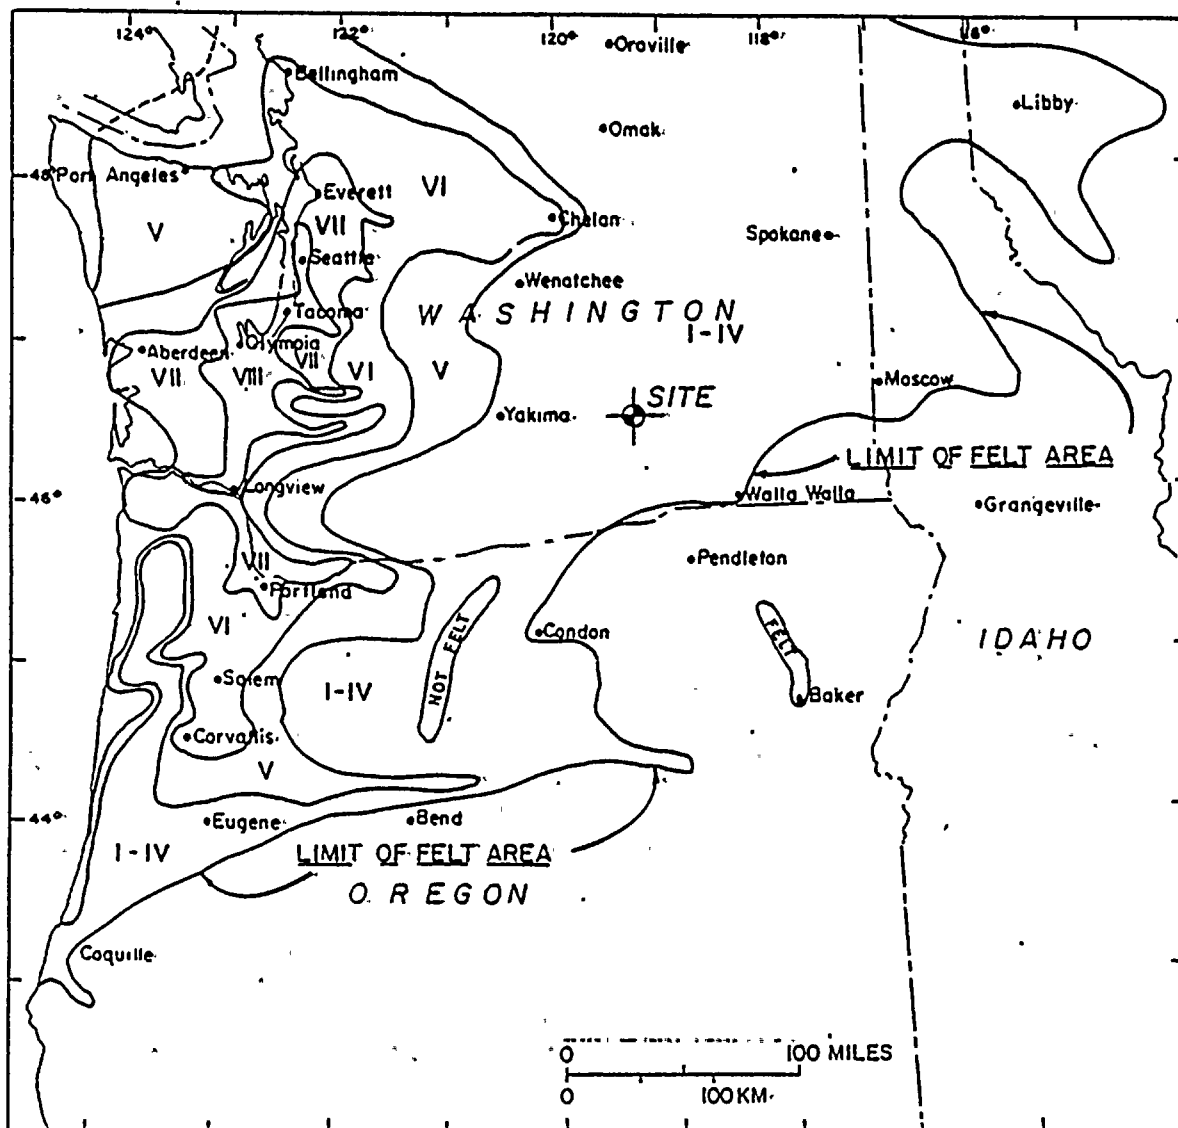 124° 122° 120° 118° 116°
Oroville
Bellingham
Libby
Omak
48°
Port Angeles
Everett
VI
Chelan
V
VII
Spokane
Seattle
Wenatchee
Tacoma
WASHINGTON
I-IV
Aberdeen
Olympia
VII
VIII
VII
VI
V
Moscow
SITE
Yakima
LIMIT OF FELT AREA
46°
Longview
Walla Walla
Grangeville
VII
Pendleton
Portland
VI
NOT FELT
Condon
FELT
IDAHO
Salem
I-IV
Baker
Corvallis
V
44°
Eugene
Bend
I-IV
LIMIT OF FELT AREA
OREGON
Coquille
0 100 MILES
0 100 KM.